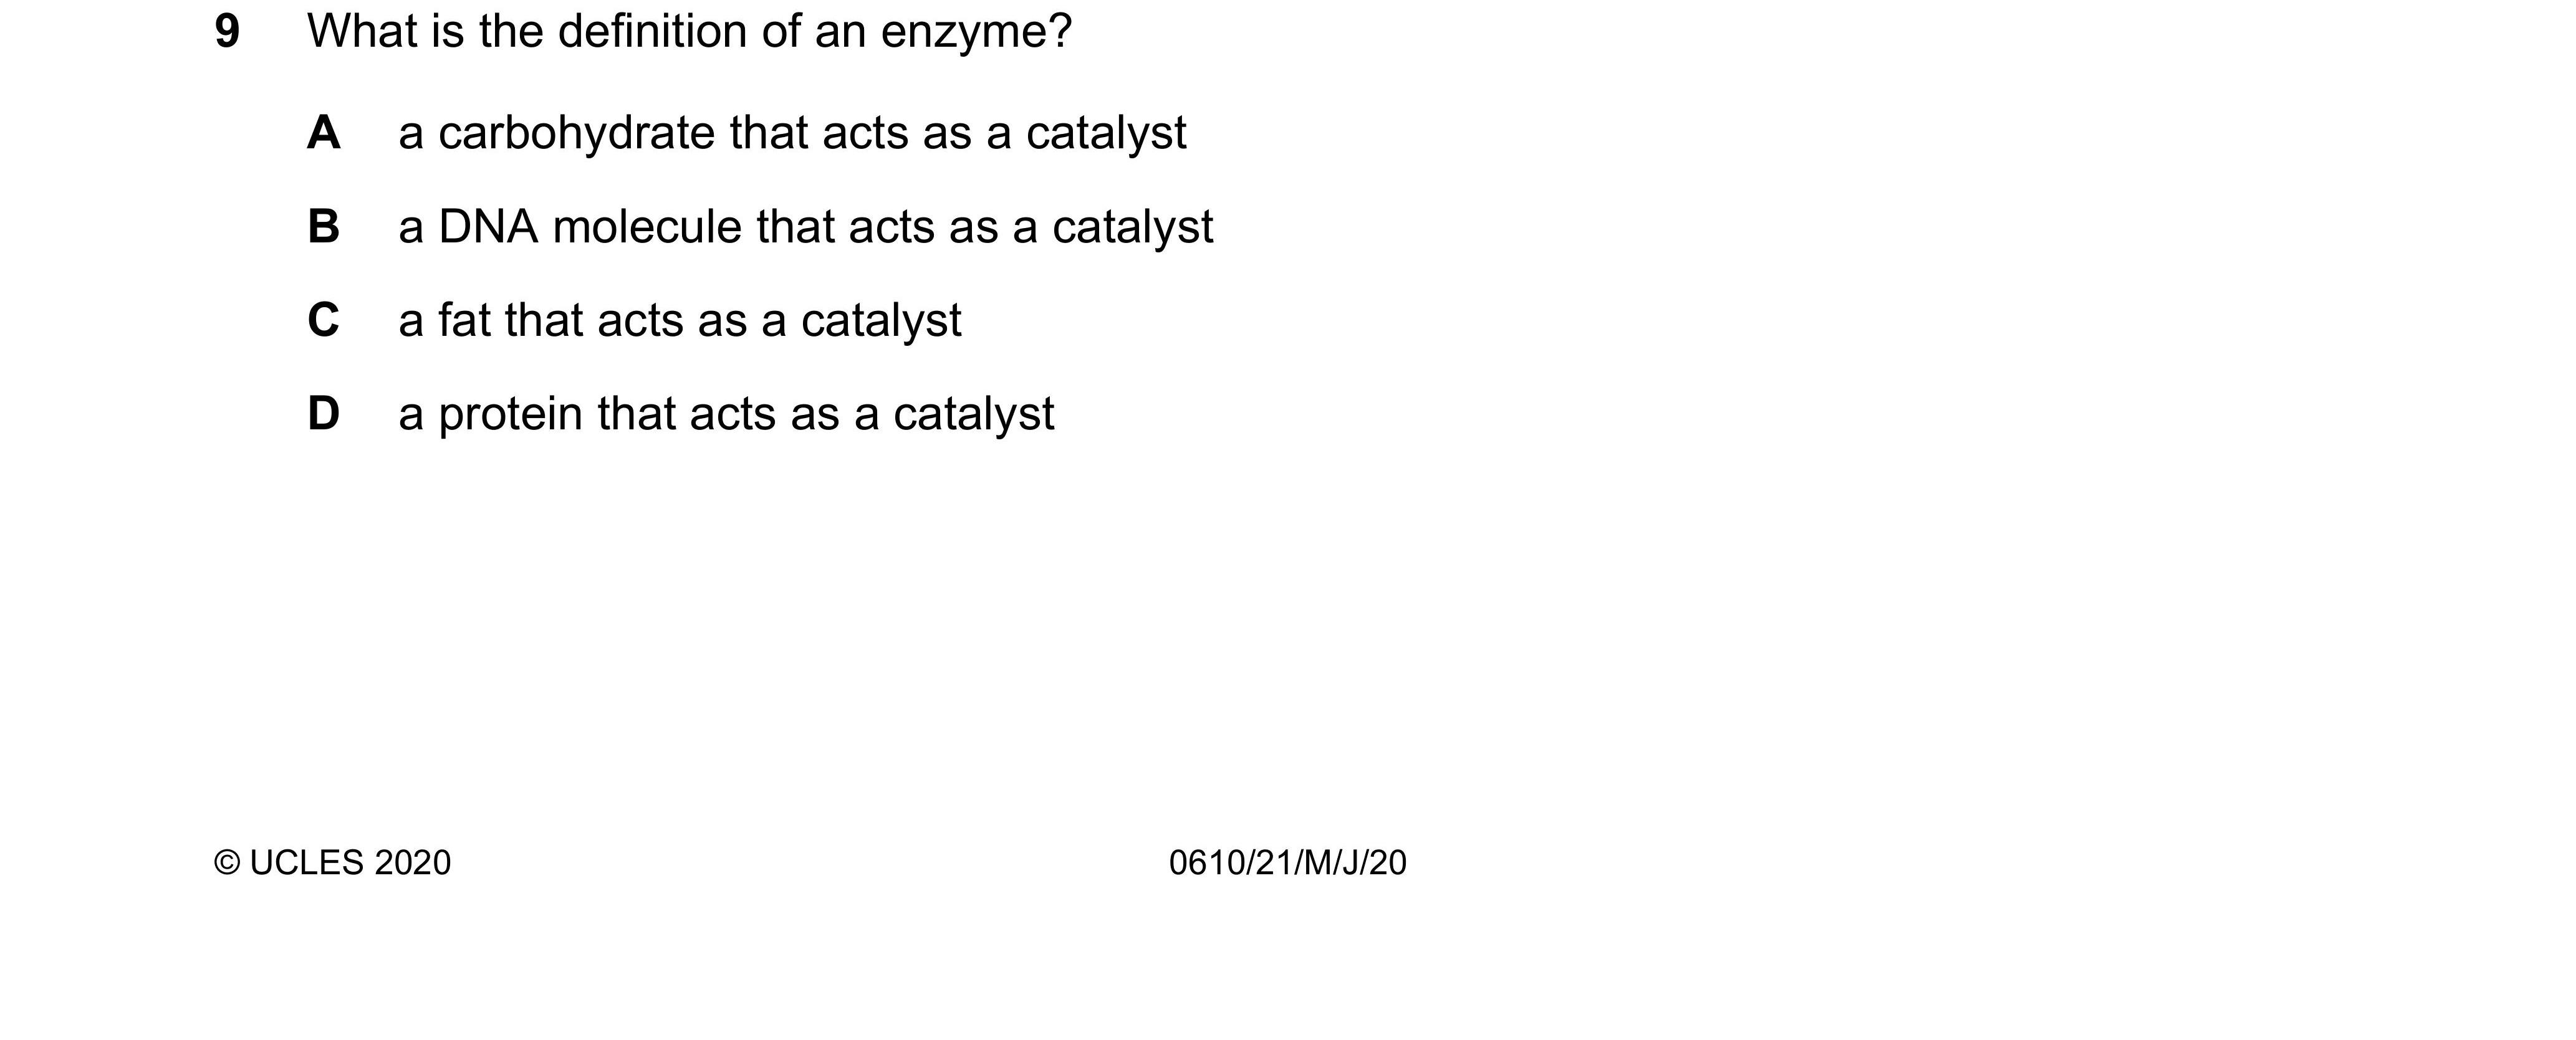 9 What is the definition of an enzyme?
A a carbohydrate that acts as a catalyst
B a DNA molecule that acts as a catalyst
C a fat that acts as a catalyst
D a protein that acts as a catalyst
© UCLES 2020 0610/21/M/J/20